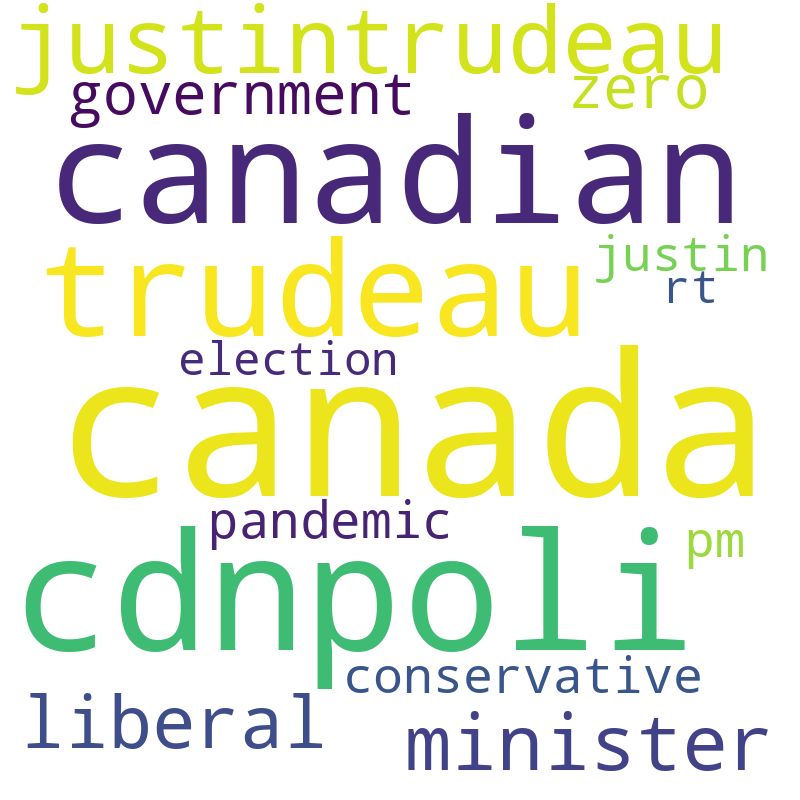 justintrudeau
government zero
canadian
trudeau justin
rt
election
canada
pandemic
cdnpoli pm
conservative
liberal minister